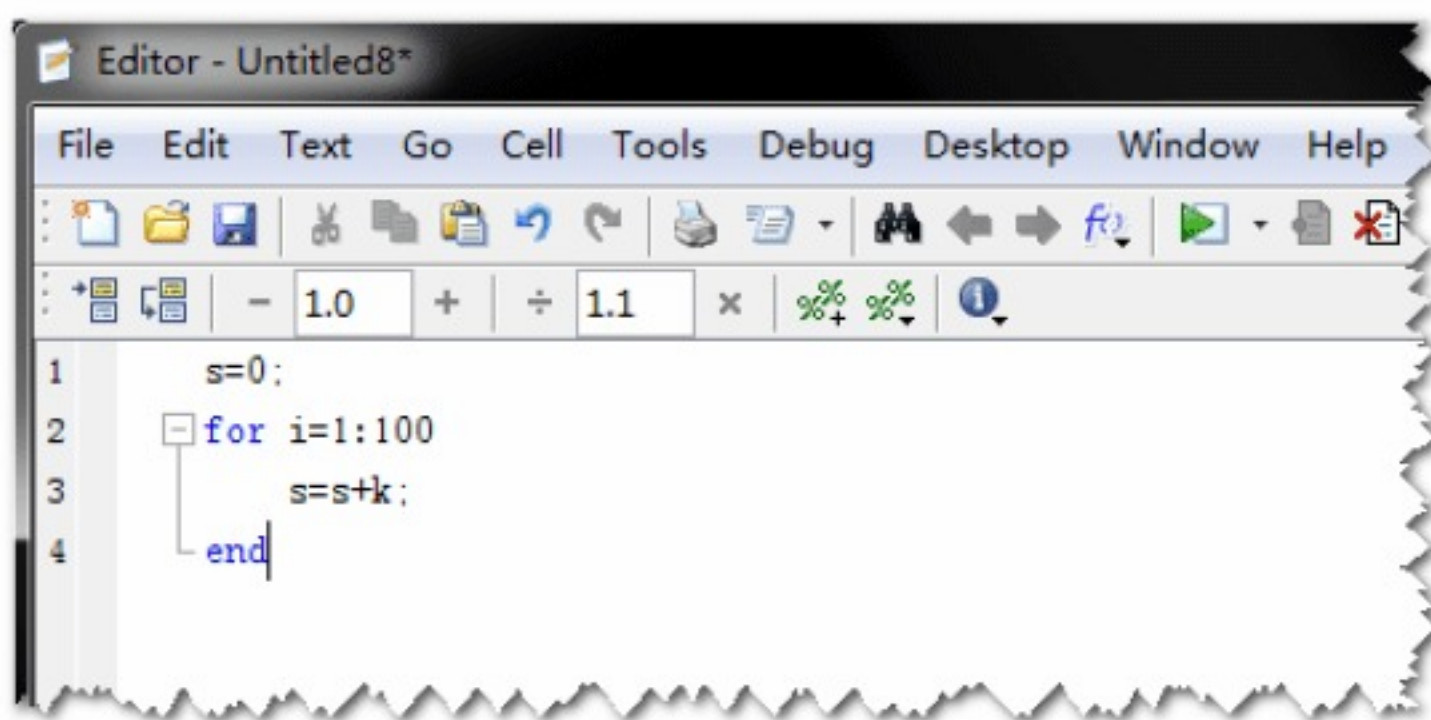 Editor - Untitled8*
File Edit Text Go Cell Tools Debug Desktop Window Help
- 1.0 + ÷ 1.1 ×
1 s=0;
2 for i=1:100
3 s=s+k;
4 end